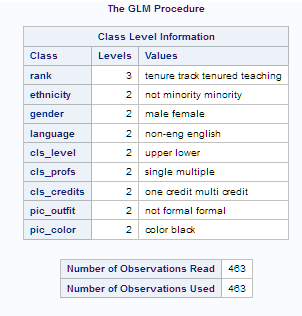 The GLM Procedure
Class Level Information
Class Levels Values
rank 3 tenure track tenured teaching
ethnicity 2 not minority minority
gender 2 male female
language 2 non-eng english
cls_level 2 upper lower
cls_profs 2 single multiple
cls_credits 2 one credit multi credit
pic_outfit 2 not formal formal
pic_color 2 color black
Number of Observations Read 463
Number of Observations Used 463